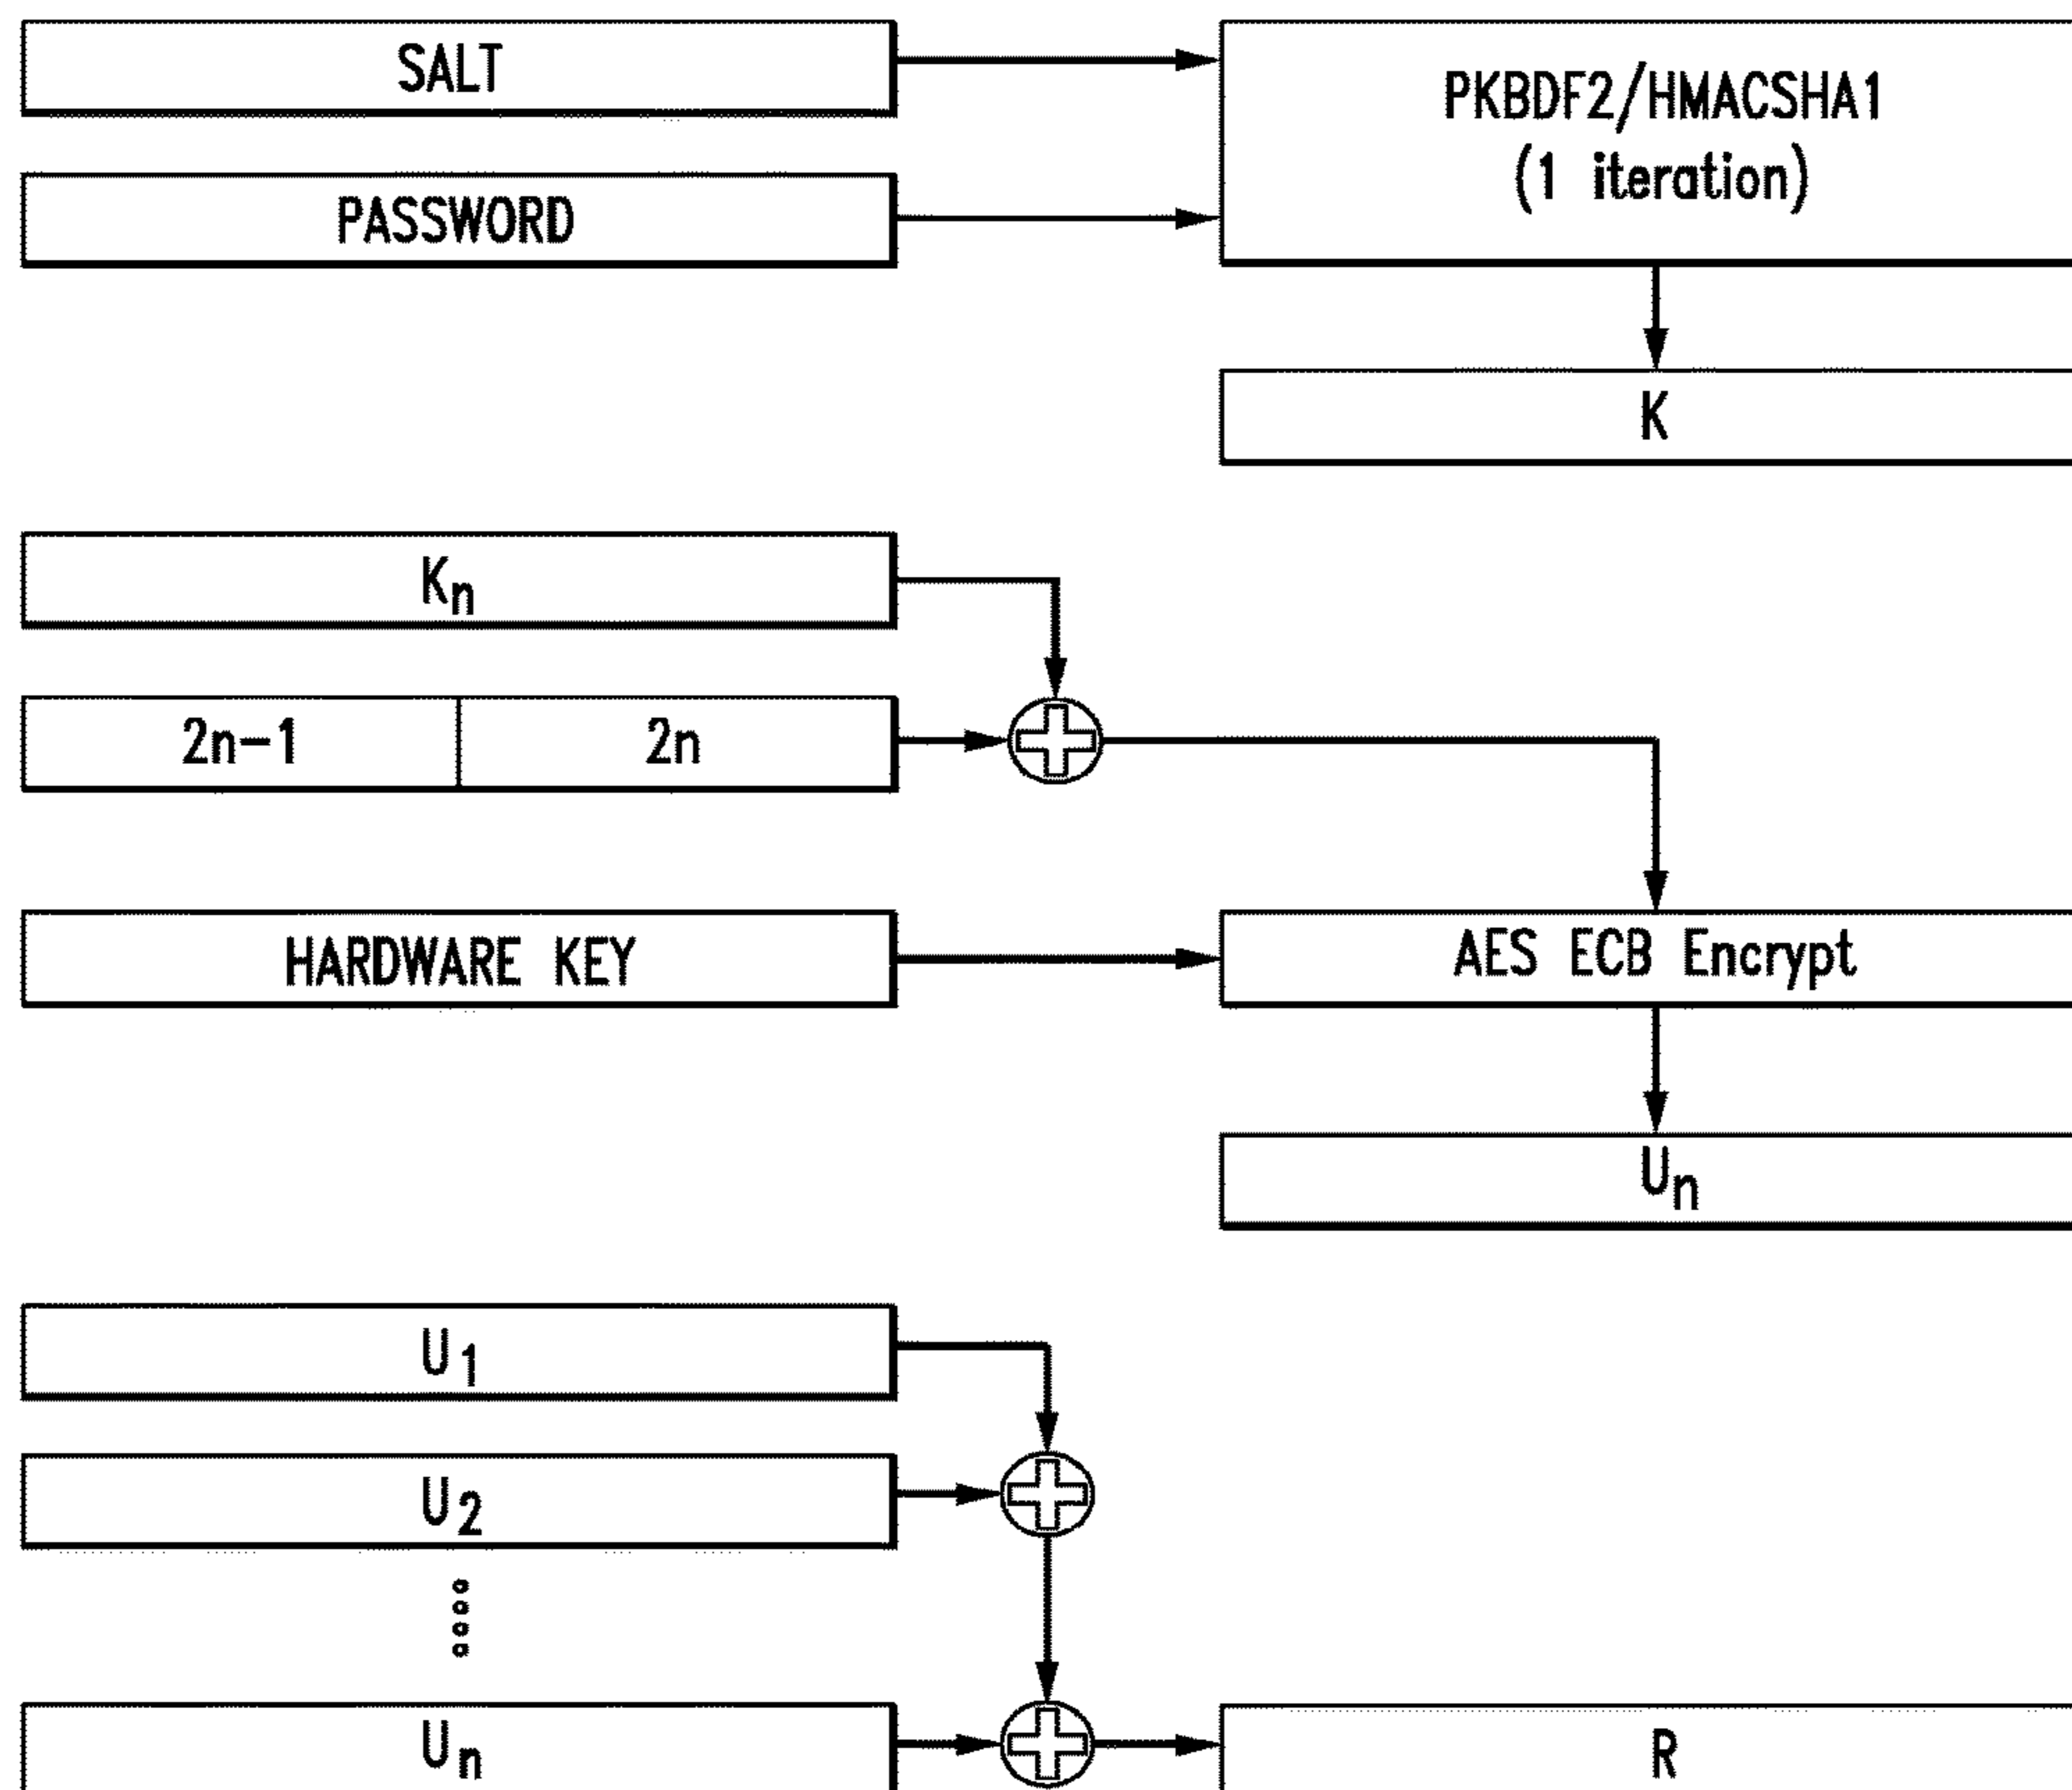 SALT
PKBDF2/HMACSHA1
(1 iteration)
PASSWORD
K
Kn
2n-1 2n
HARDWARE KEY
AES ECB Encrypt
Un
U1
U2
Un
R